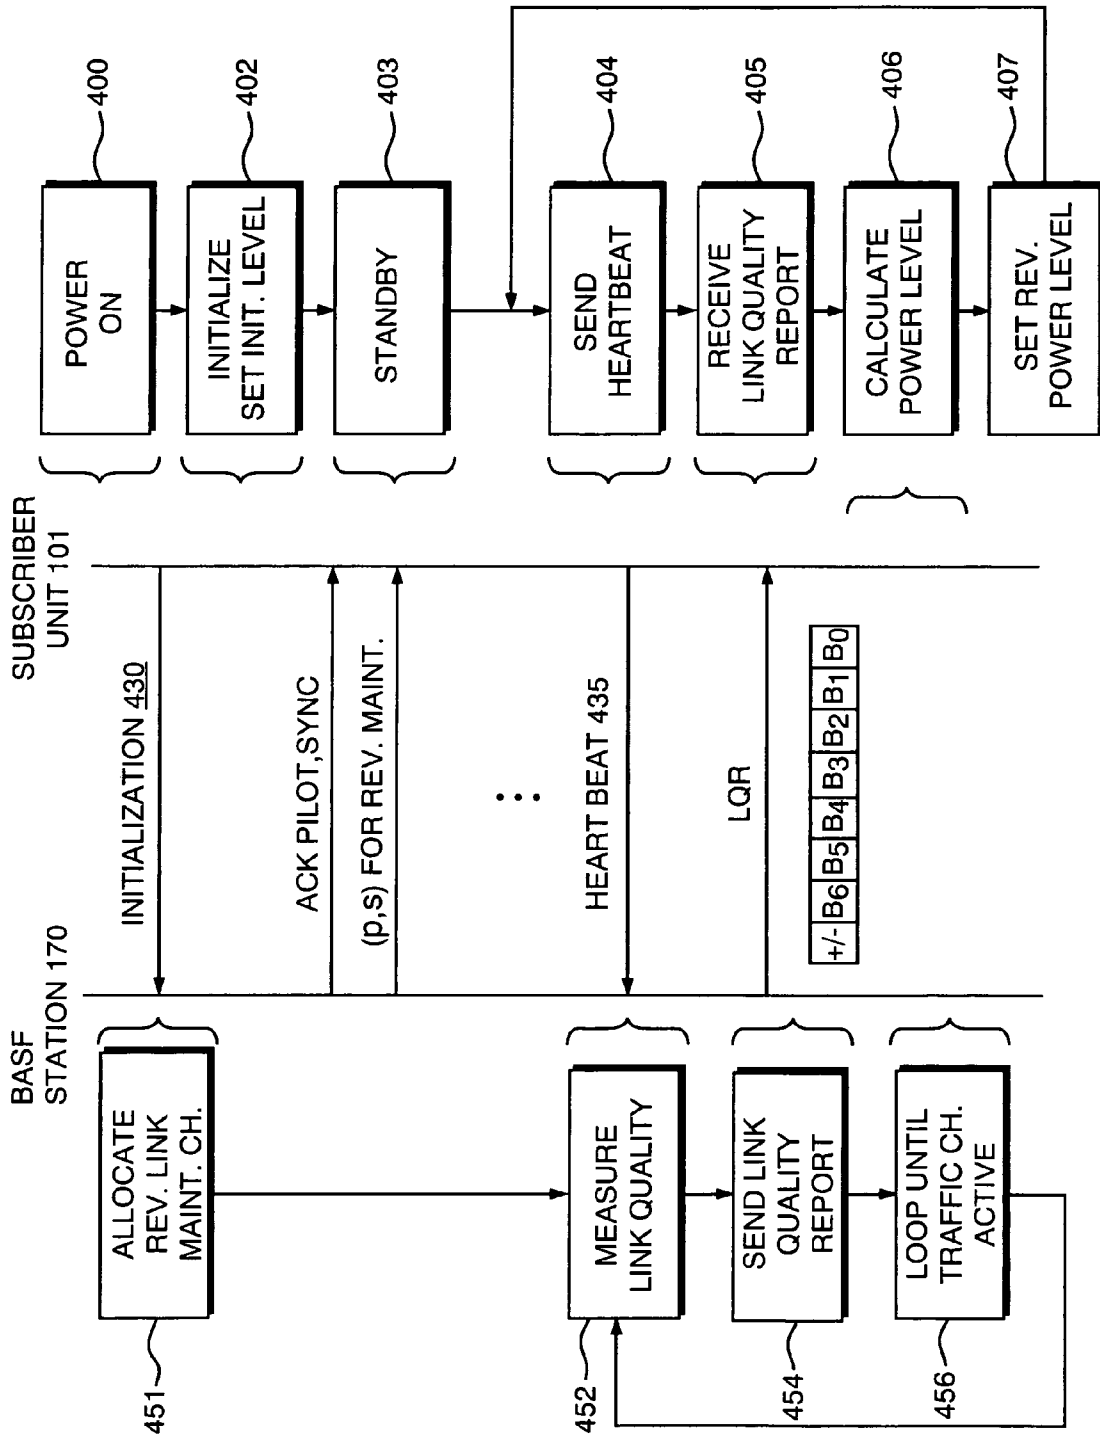 BASF
STATION 170
SUBSCRIBER
UNIT 101
451
ALLOCATE
REV. LINK
MAINT. CH.
452
MEASURE
LINK QUALITY
454
SEND LINK
QUALITY
REPORT
456
LOOP UNTIL
TRAFFIC CH.
ACTIVE
INITIALIZATION 430
ACK PILOT,SYNC
(p,s) FOR REV. MAINT.
• • •
HEART BEAT 435
LQR
+/- B6 B5 B4 B3 B2 B1 B0
POWER
ON
400
INITIALIZE
SET INIT. LEVEL
402
STANDBY
403
SEND
HEARTBEAT
404
RECEIVE
LINK QUALITY
REPORT
405
CALCULATE
POWER LEVEL
406
SET REV.
POWER LEVEL
407